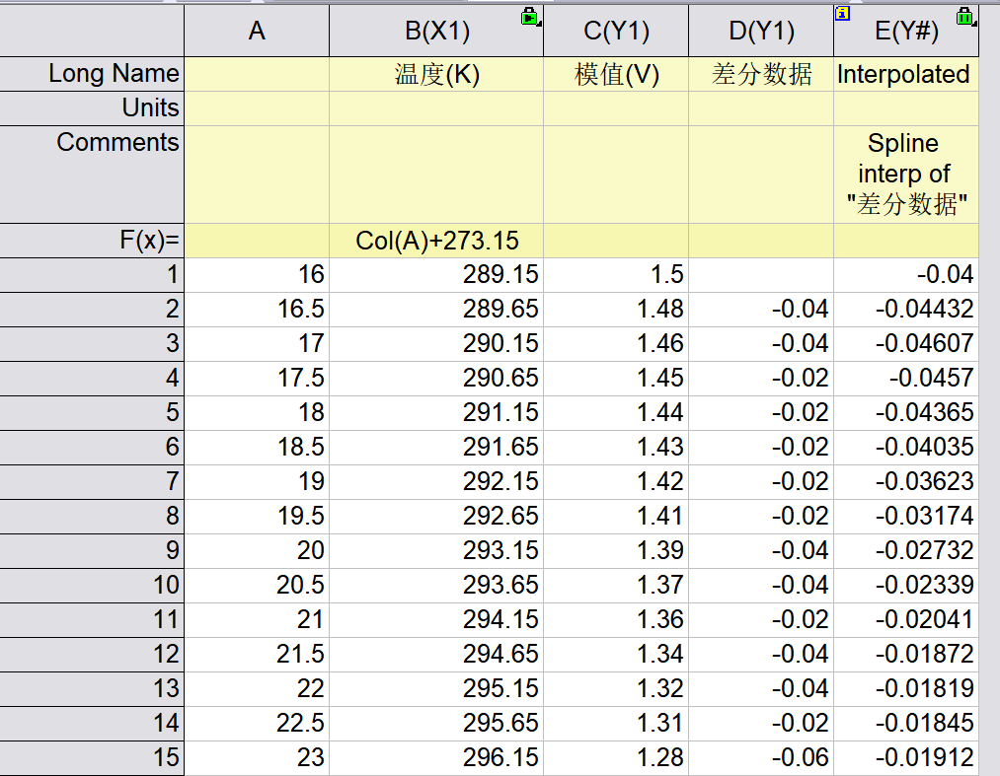 A B(X1) C(Y1) D(Y1) E(Y#)
Long Name 温度(K) 模值(V) 差分数据 Interpolated
Units
Comments Spline
interp of
"差分数据"
F(x)= Col(A)+273.15
1 16 289.15 1.5 -0.04
2 16.5 289.65 1.48 -0.04 -0.04432
3 17 290.15 1.46 -0.04 -0.04607
4 17.5 290.65 1.45 -0.02 -0.0457
5 18 291.15 1.44 -0.02 -0.04365
6 18.5 291.65 1.43 -0.02 -0.04035
7 19 292.15 1.42 -0.02 -0.03623
8 19.5 292.65 1.41 -0.02 -0.03174
9 20 293.15 1.39 -0.04 -0.02732
10 20.5 293.65 1.37 -0.04 -0.02339
11 21 294.15 1.36 -0.02 -0.02041
12 21.5 294.65 1.34 -0.04 -0.01872
13 22 295.15 1.32 -0.04 -0.01819
14 22.5 295.65 1.31 -0.02 -0.01845
15 23 296.15 1.28 -0.06 -0.01912